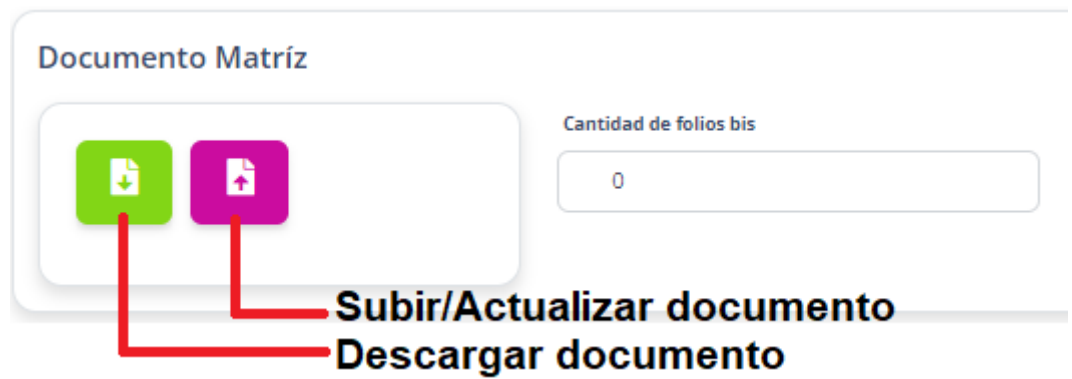 Documento Matríz
Cantidad de folios bis
0
Subir/Actualizar documento
Descargar documento